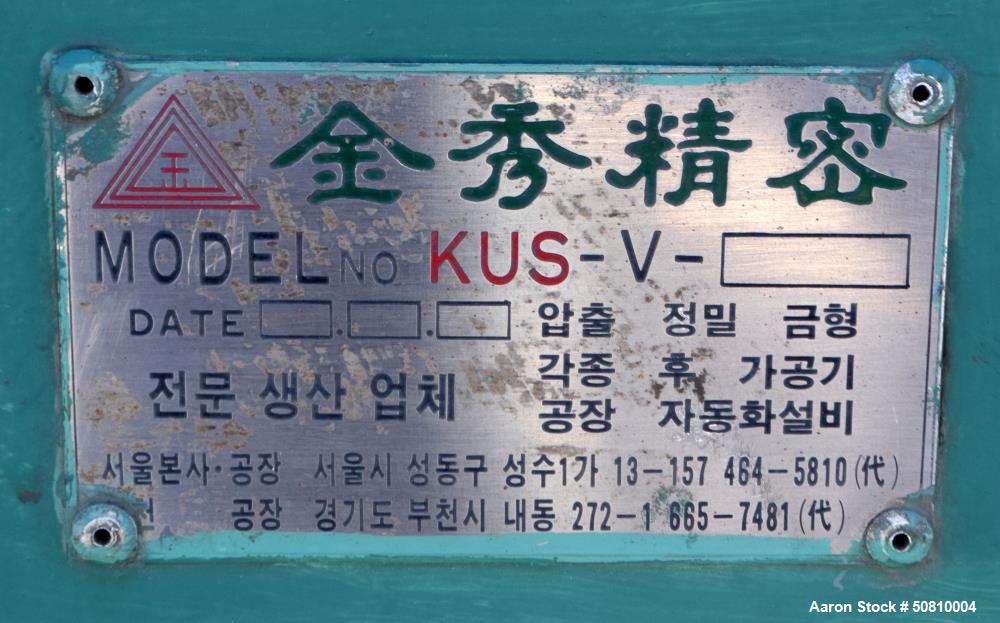 金秀精密
MODEL NO KUS-V-
DATE . .
압출 정밀 금형
전문 생산 업체
각종 후 가공기
공장 자동화설비
서울본사·공장 서울시 성동구 성수1가 13-157 464-5810(代)
공장 경기도 부천시 내동 272-1 665-7481(代)
Aaron Stock # 50810004